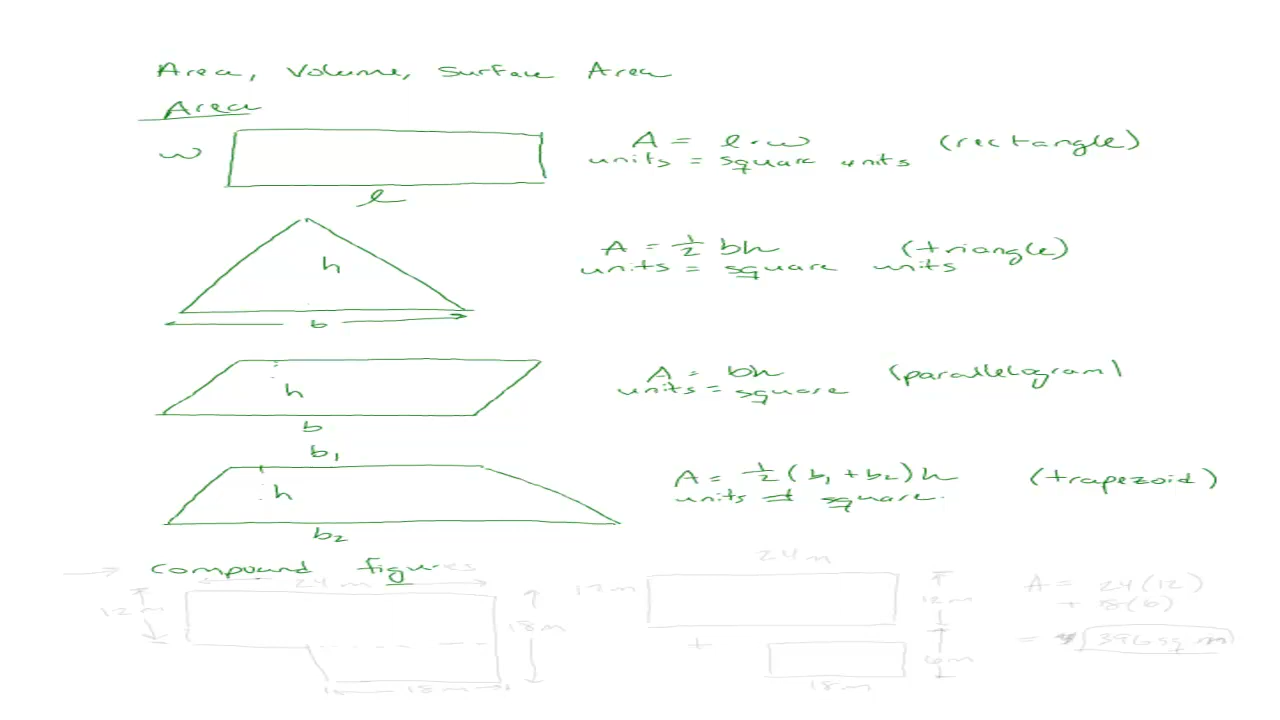 Area, Volume, Surface Area
Area
w
A = l · w (rectangle)
units = square units
l
h
A = 1/2 bh (triangle)
units = square units
b
h
A = bh (parallelogram)
units = square
b
b1
h
A = 1/2 (b1 + b2) h (trapezoid)
units = square.
b2
→ compound figures
24 m
12 m
18 m
18 m
24 m
12 m
12 m
+
6m
18 m
A = 24(12)
+ 18(6)
= 396 sq m